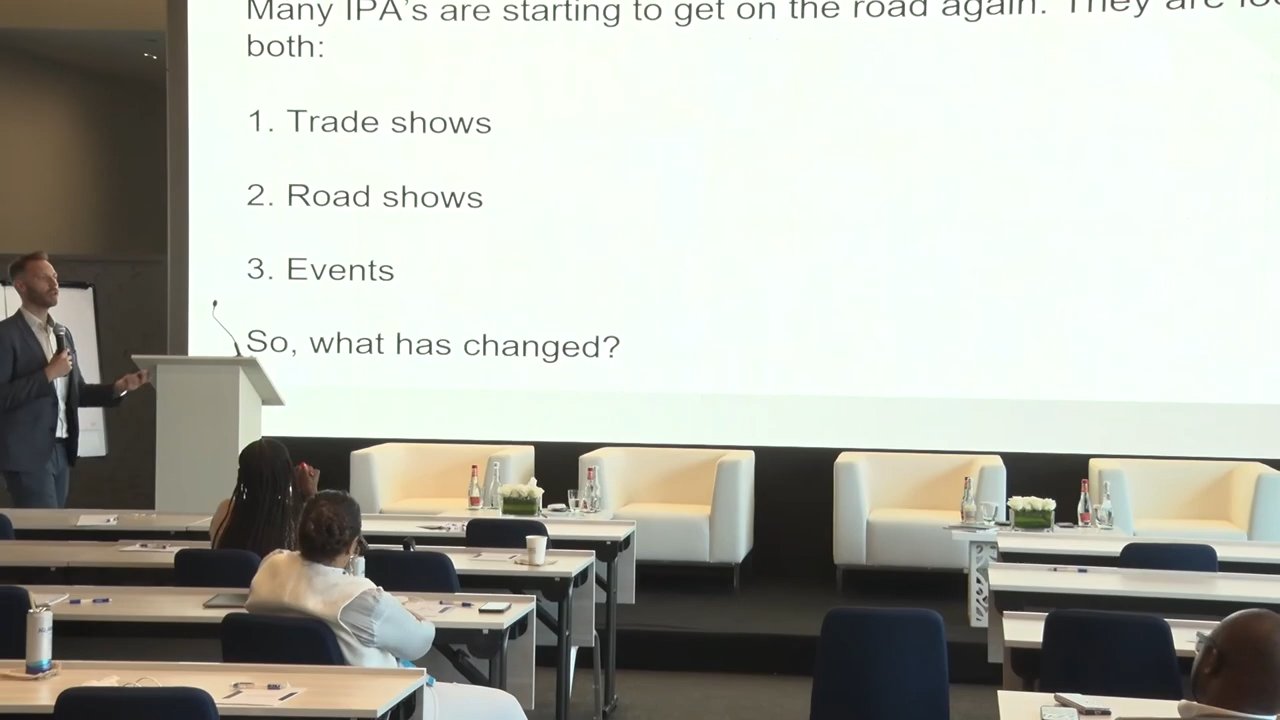 Many IPA's are starting to get on the road again. They are
both:
1. Trade shows
2. Road shows
3. Events
So, what has changed?